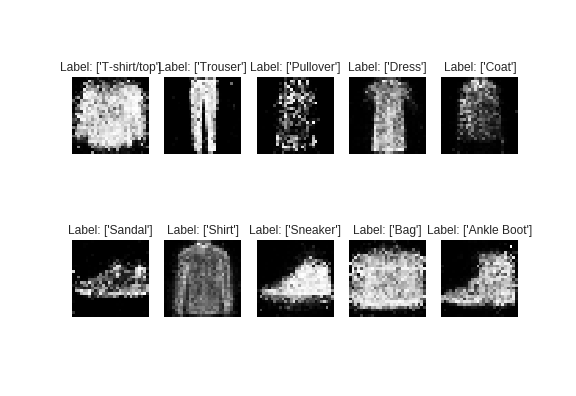 Label: ['T-shirt/top'] Label: ['Trouser'] Label: ['Pullover'] Label: ['Dress'] Label: ['Coat']
Label: ['Sandal'] Label: ['Shirt'] Label: ['Sneaker'] Label: ['Bag'] Label: ['Ankle Boot']